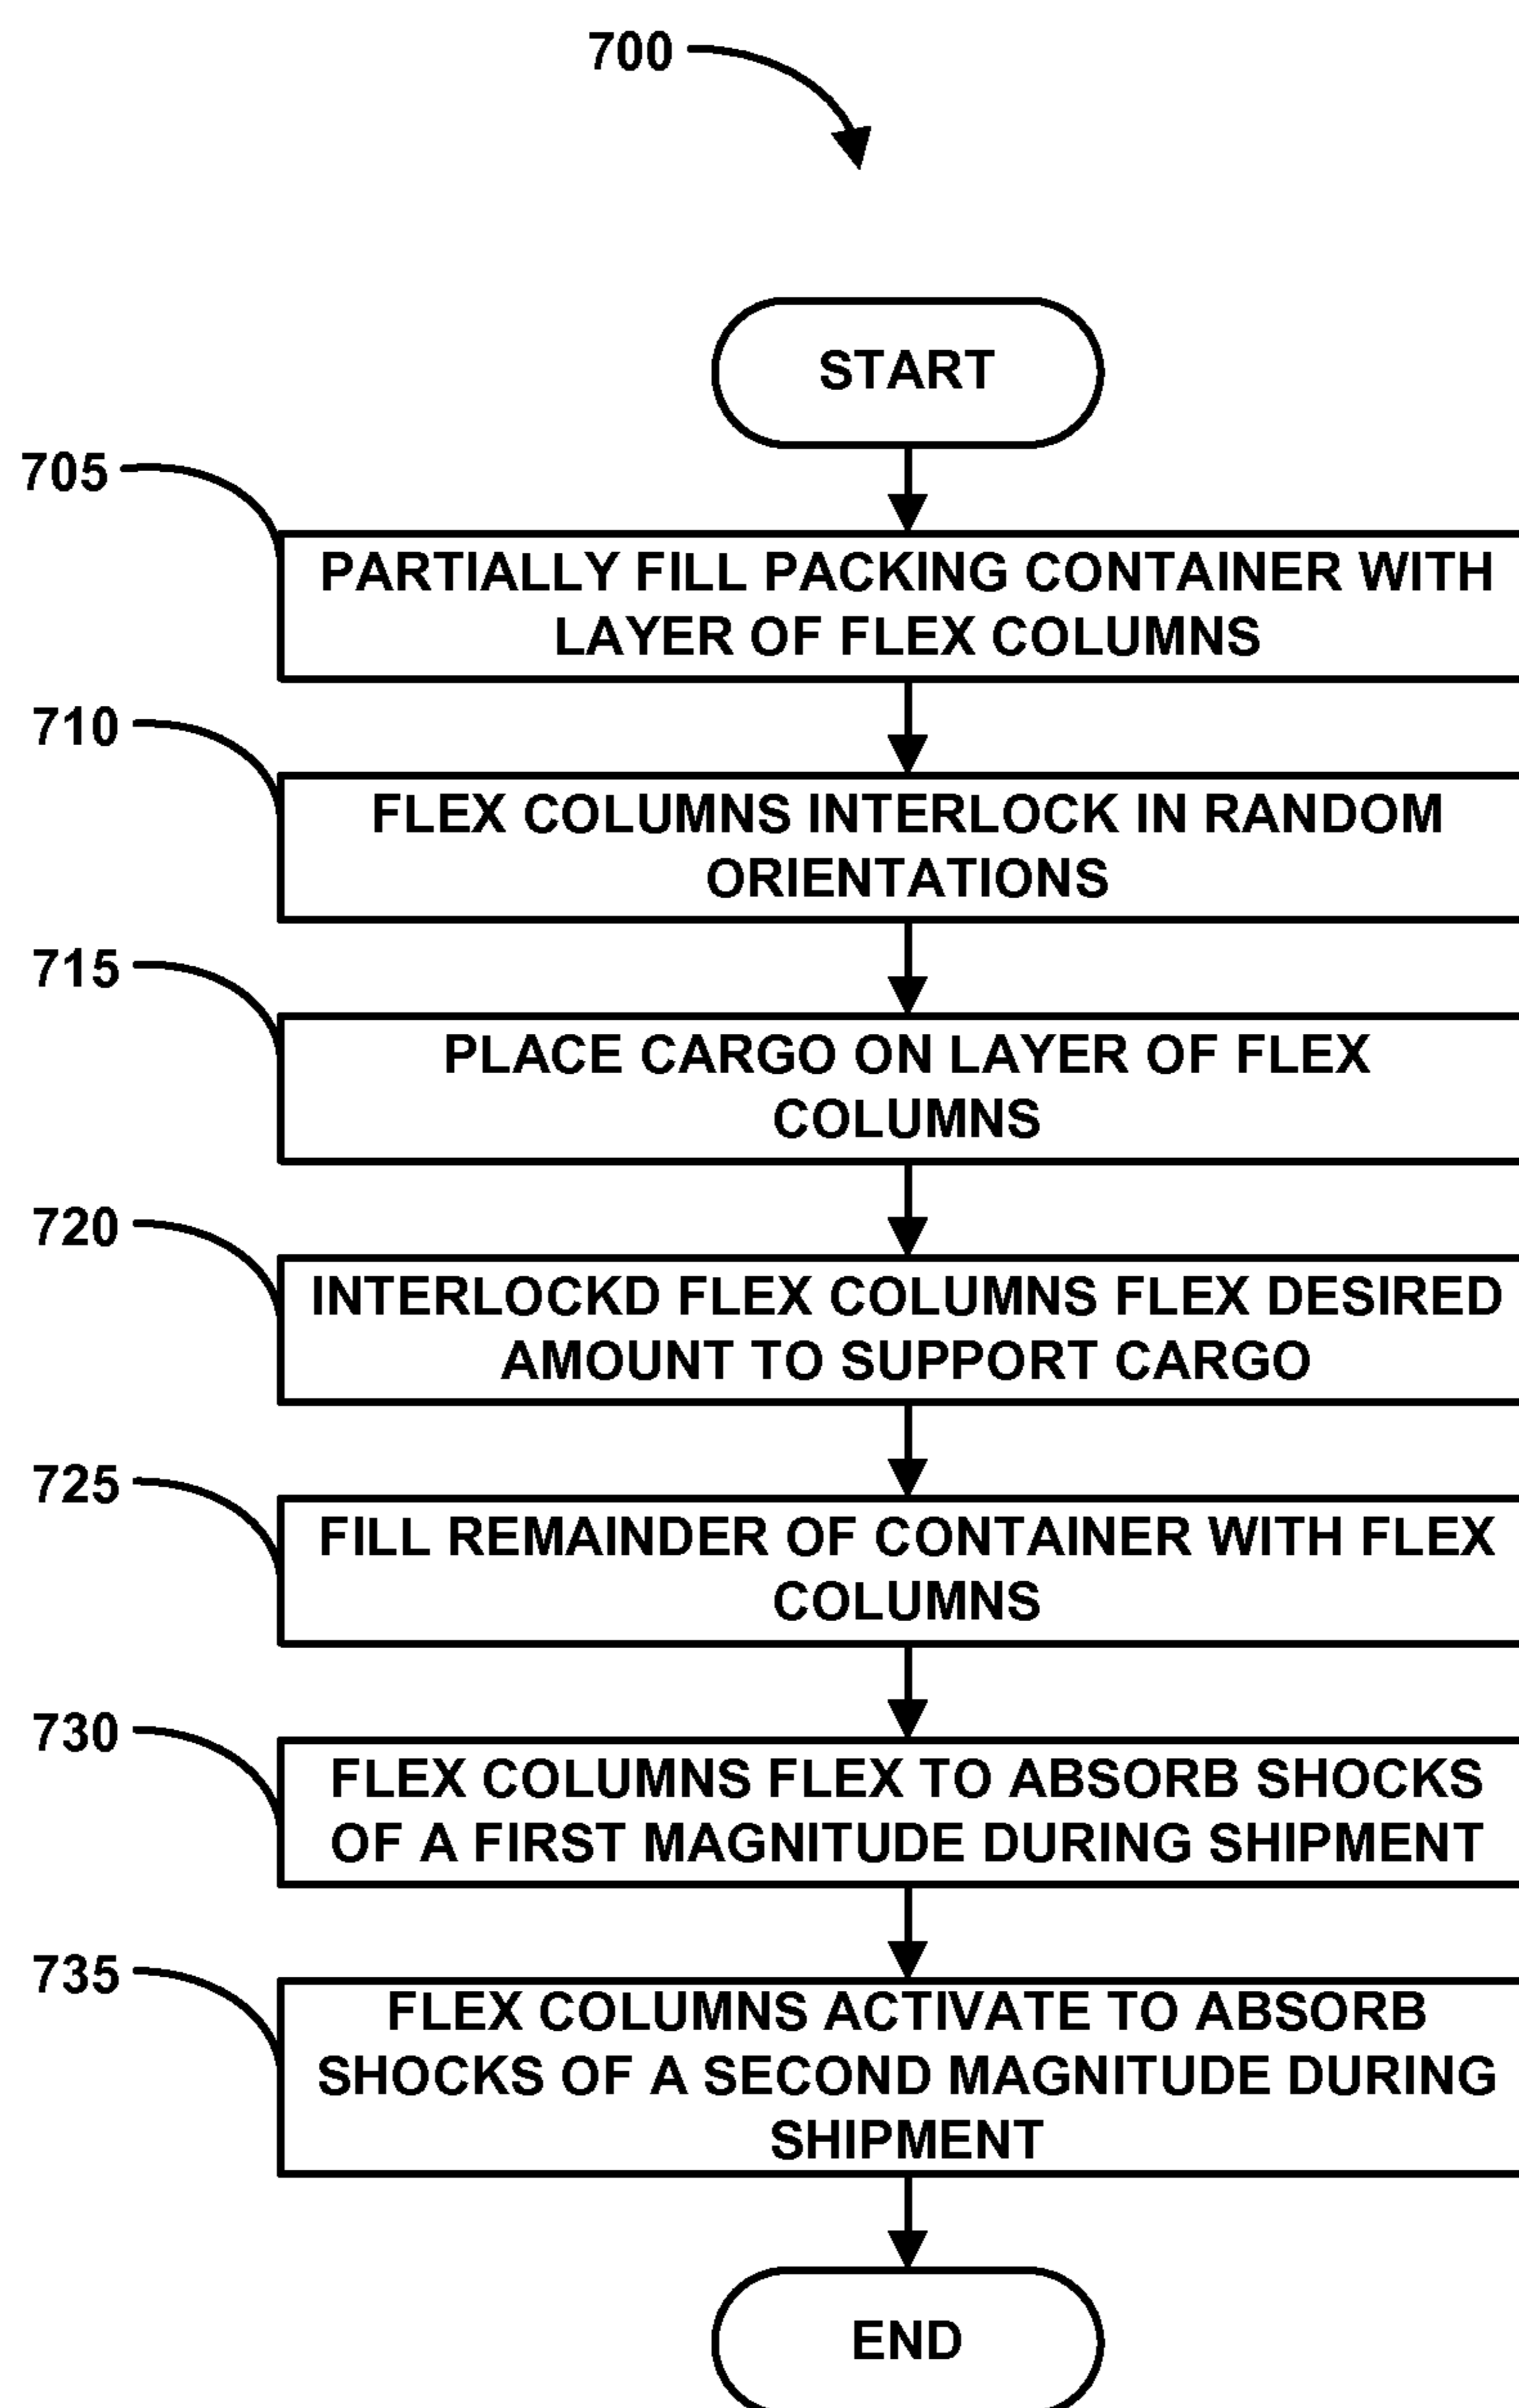 700
START
705
PARTIALLY FILL PACKING CONTAINER WITH
LAYER OF FLEX COLUMNS
710
FLEX COLUMNS INTERLOCK IN RANDOM
ORIENTATIONS
715
PLACE CARGO ON LAYER OF FLEX
COLUMNS
720
INTERLOCKD FLEX COLUMNS FLEX DESIRED
AMOUNT TO SUPPORT CARGO
725
FILL REMAINDER OF CONTAINER WITH FLEX
COLUMNS
730
FLEX COLUMNS FLEX TO ABSORB SHOCKS
OF A FIRST MAGNITUDE DURING SHIPMENT
735
FLEX COLUMNS ACTIVATE TO ABSORB
SHOCKS OF A SECOND MAGNITUDE DURING
SHIPMENT
END